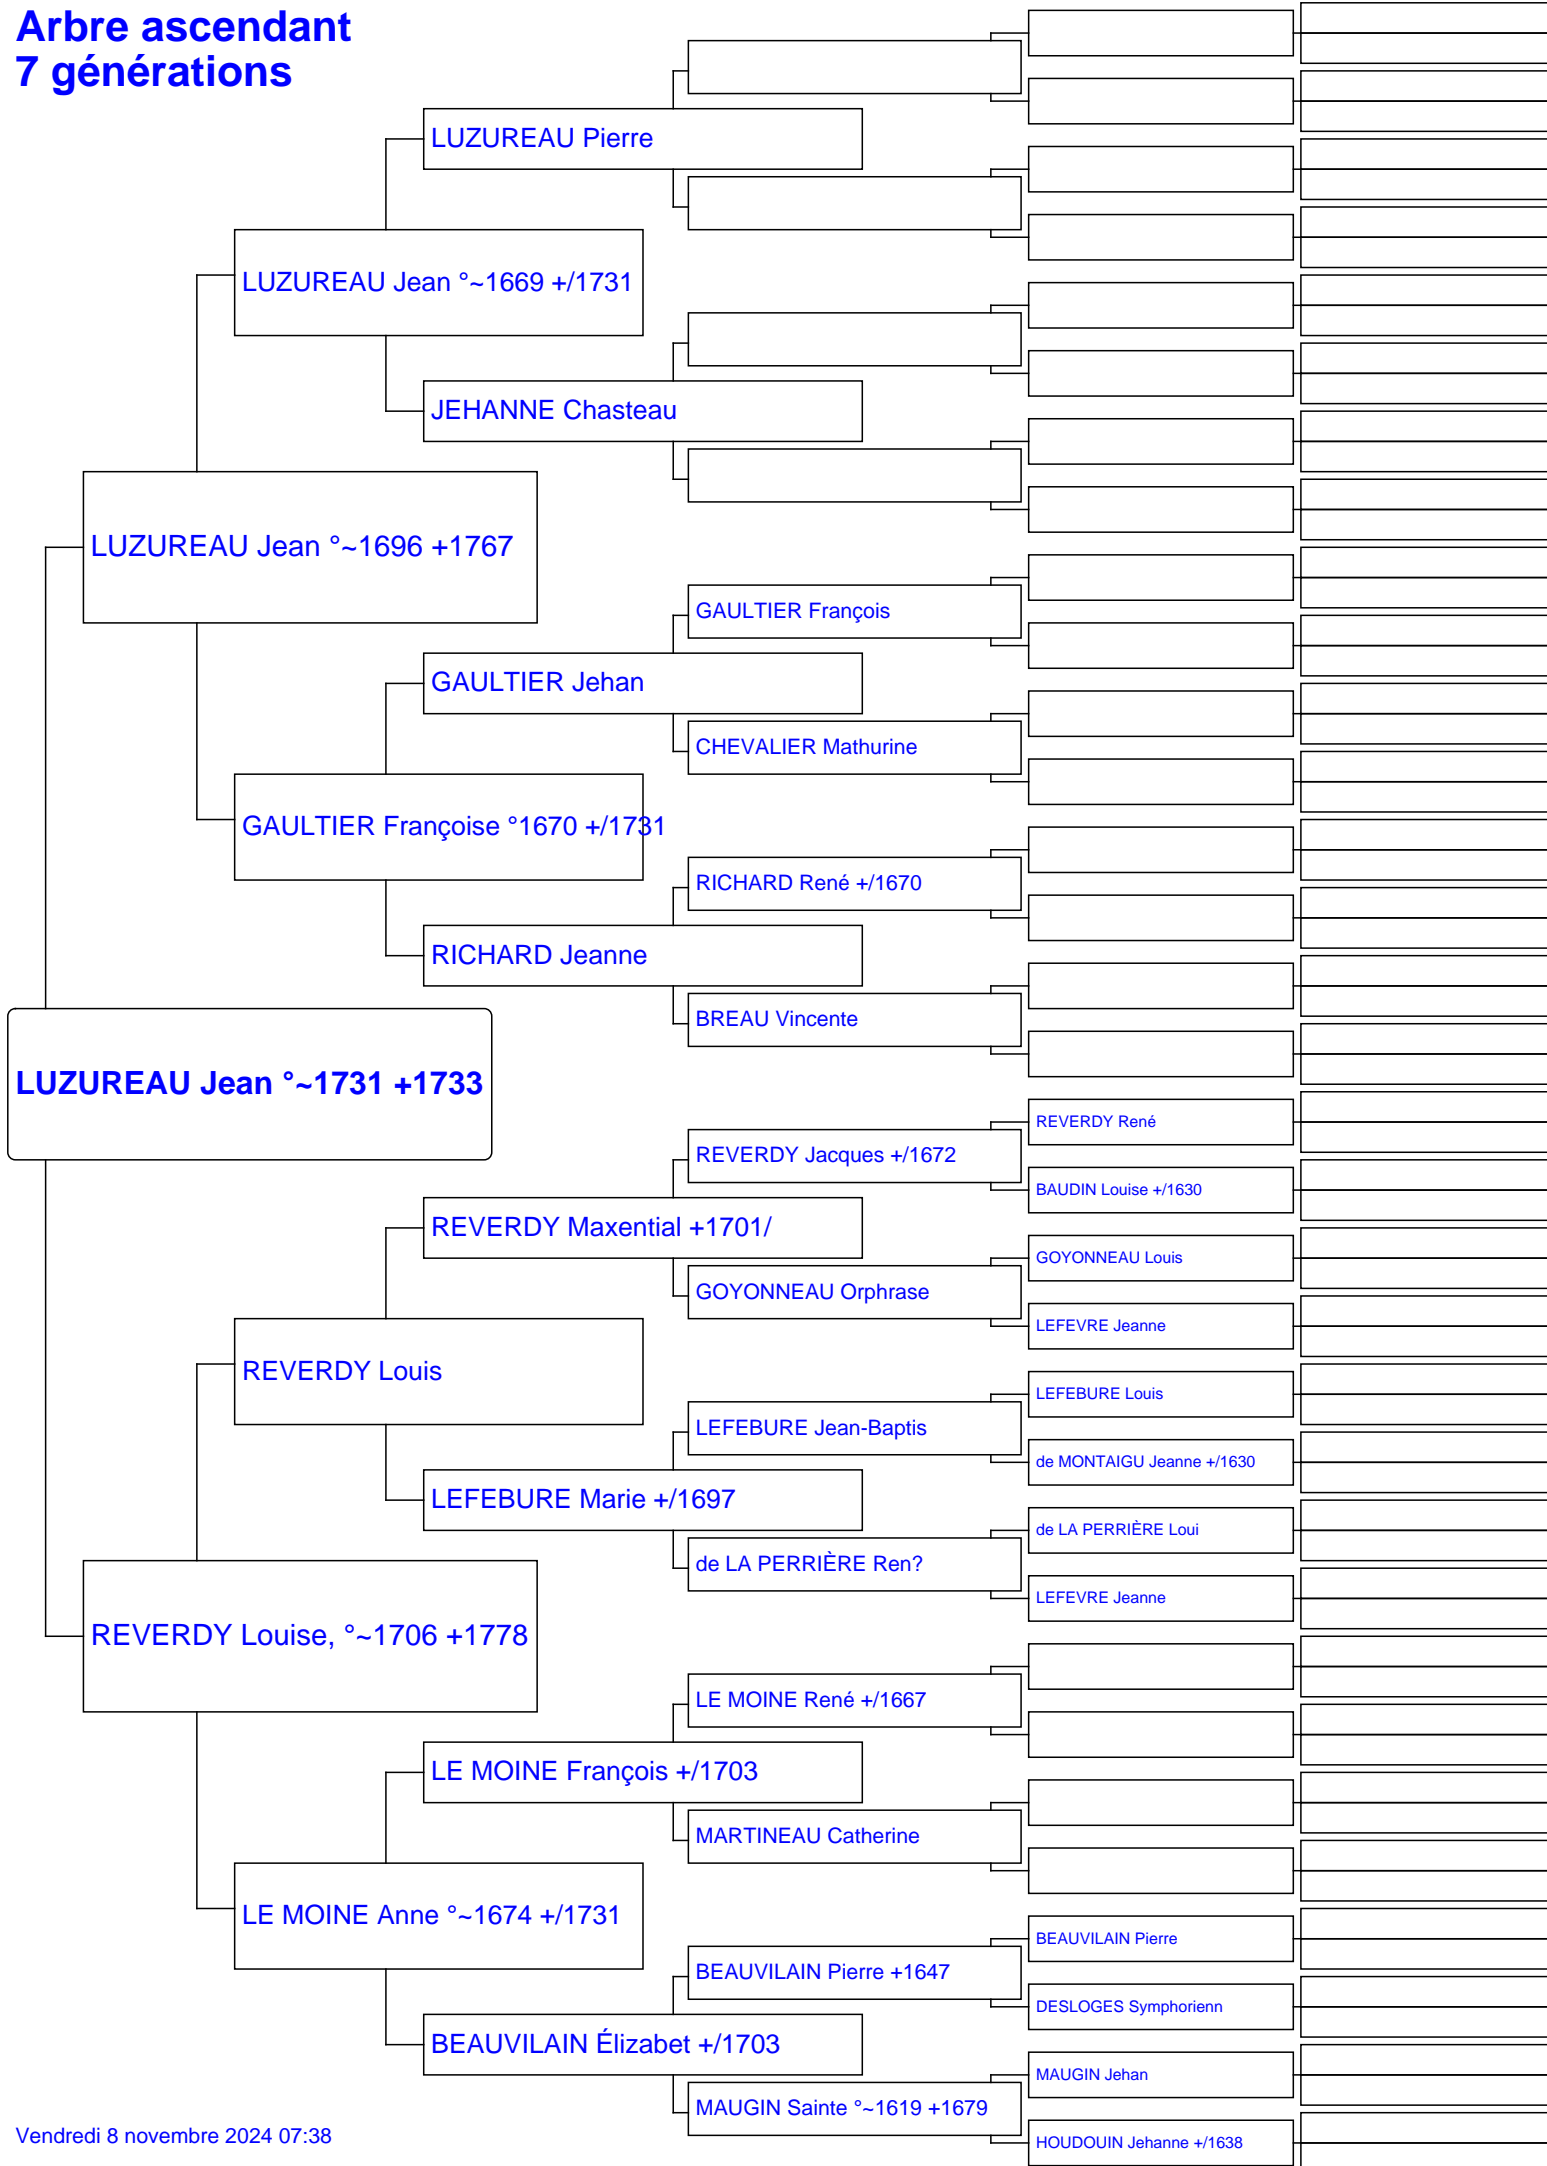 Arbre ascendant
7 générations
LUZUREAU Pierre
LUZUREAU Jean °~1669 +/1731
JEHANNE Chasteau
LUZUREAU Jean °~1696 +1767
GAULTIER François
GAULTIER Jehan
CHEVALIER Mathurine
GAULTIER Françoise °1670 +/1731
RICHARD René +/1670
RICHARD Jeanne
BREAU Vincente
LUZUREAU Jean °~1731 +1733
REVERDY René
REVERDY Jacques +/1672
BAUDIN Louise +/1630
REVERDY Maxential +1701/
GOYONNEAU Louis
GOYONNEAU Orphrase
LEFEVRE Jeanne
REVERDY Louis
LEFEBURE Louis
LEFEBURE Jean-Baptis
de MONTAIGU Jeanne +/1630
LEFEBURE Marie +/1697
de LA PERRIÈRE Loui
de LA PERRIÈRE Ren?
LEFEVRE Jeanne
REVERDY Louise, °~1706 +1778
LE MOINE René +/1667
LE MOINE François +/1703
MARTINEAU Catherine
LE MOINE Anne °~1674 +/1731
BEAUVILAIN Pierre
BEAUVILAIN Pierre +1647
DESLOGES Symphorienn
BEAUVILAIN Élizabet +/1703
MAUGIN Jehan
MAUGIN Sainte °~1619 +1679
HOUDOUIN Jehanne +/1638
Vendredi 8 novembre 2024 07:38